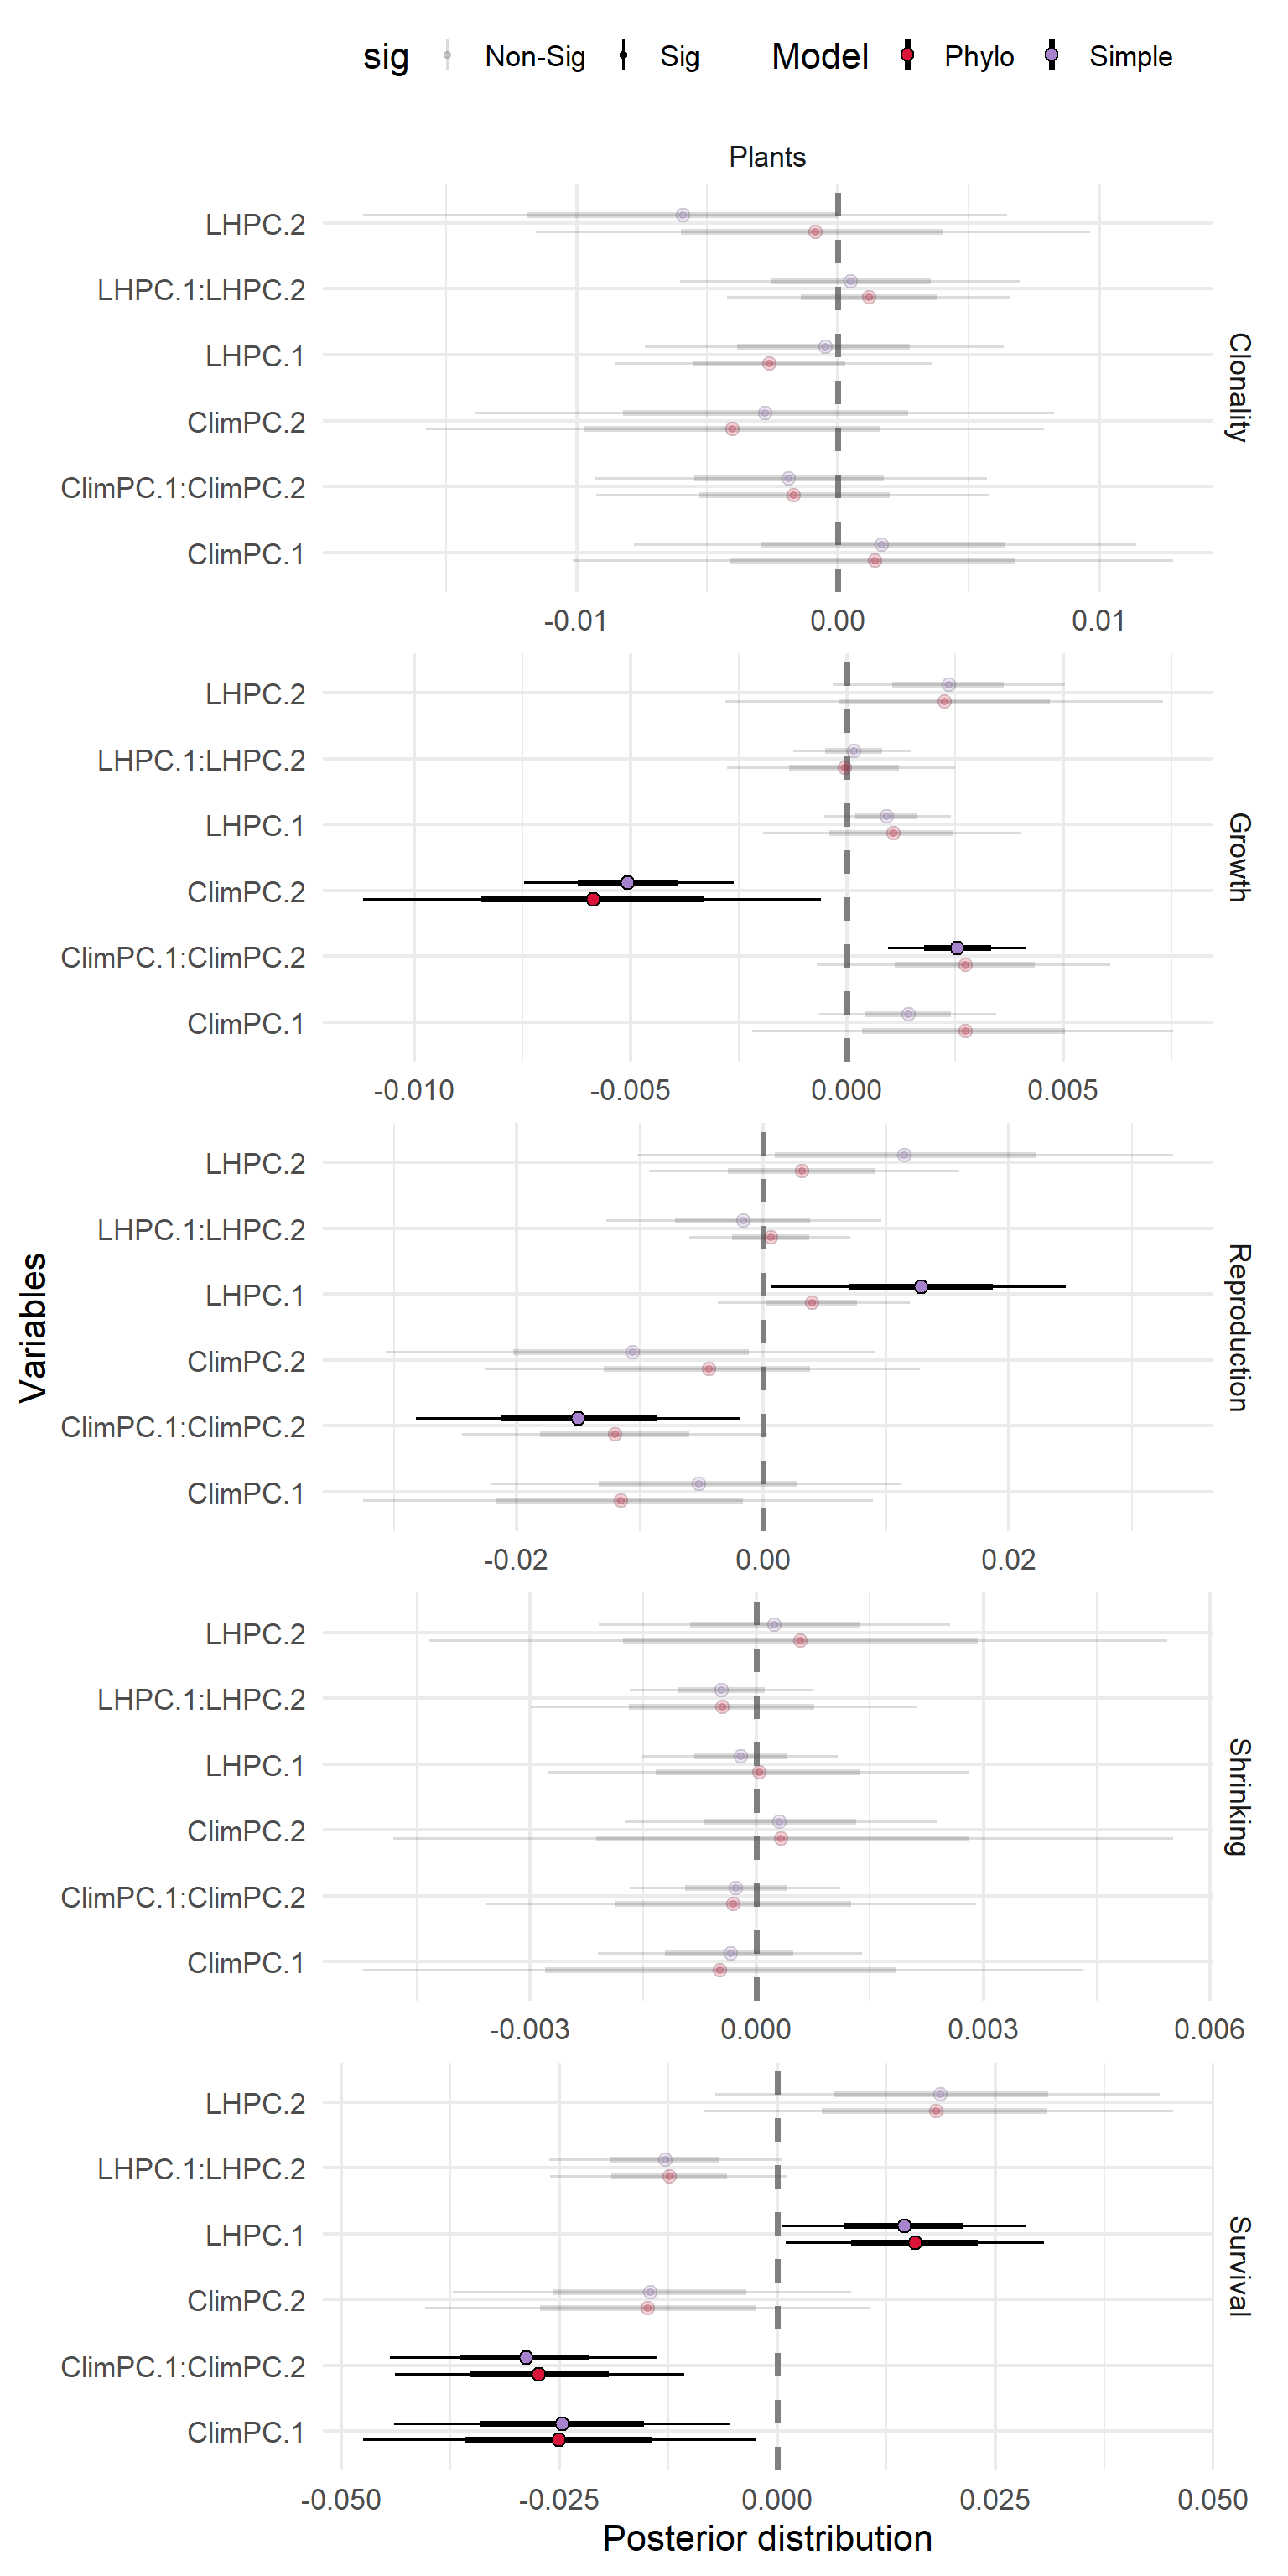 sig Non-Sig Sig Model Phylo Simple
Plants
LHPC.2
LHPC.1:LHPC.2
LHPC.1
ClimPC.2
ClimPC.1:ClimPC.2
ClimPC.1
Clonality
-0.01 0.00 0.01
LHPC.2
LHPC.1:LHPC.2
LHPC.1
ClimPC.2
ClimPC.1:ClimPC.2
ClimPC.1
Growth
-0.010 -0.005 0.000 0.005
Variables
LHPC.2
LHPC.1:LHPC.2
LHPC.1
ClimPC.2
ClimPC.1:ClimPC.2
ClimPC.1
Reproduction
-0.02 0.00 0.02
LHPC.2
LHPC.1:LHPC.2
LHPC.1
ClimPC.2
ClimPC.1:ClimPC.2
ClimPC.1
Shrinking
-0.003 0.000 0.003 0.006
LHPC.2
LHPC.1:LHPC.2
LHPC.1
ClimPC.2
ClimPC.1:ClimPC.2
ClimPC.1
Survival
-0.050 -0.025 0.000 0.025 0.050
Posterior distribution